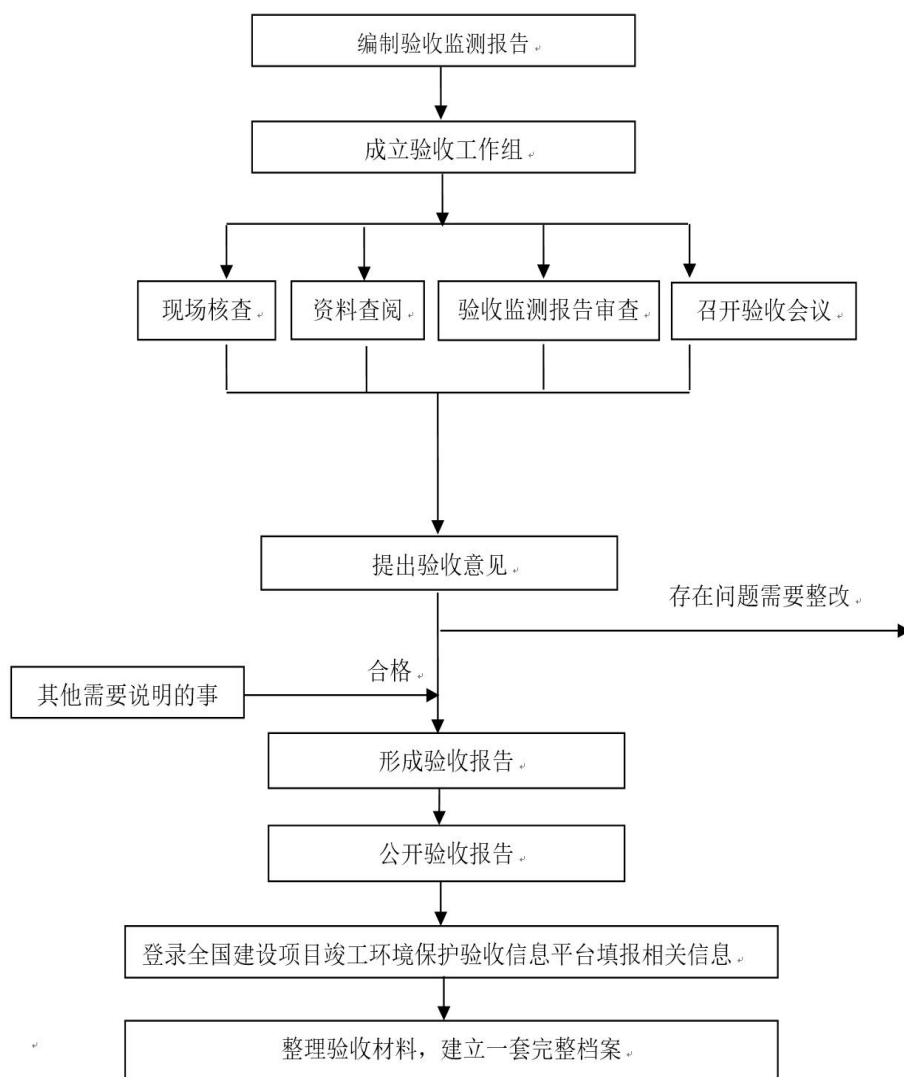 编制验收监测报告
成立验收工作组
现场核查
资料查阅
验收监测报告审查
召开验收会议
提出验收意见
存在问题需要整改
合格
其他需要说明的事
形成验收报告
公开验收报告
登录全国建设项目竣工环境保护验收信息平台填报相关信息
整理验收材料，建立一套完整档案